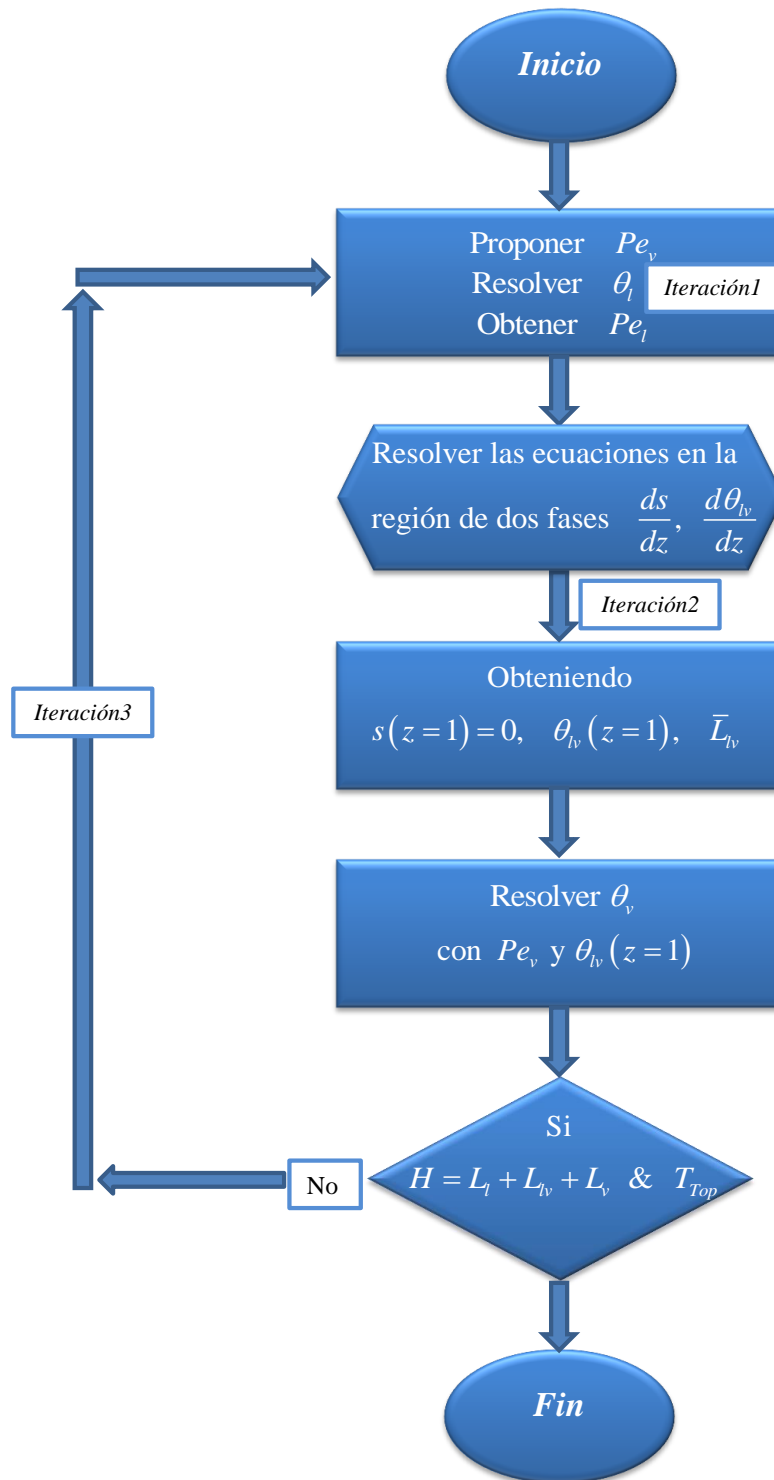 Inicio
Proponer Pe_v
Resolver θ_l
Iteración1
Obtener Pe_l
Resolver las ecuaciones en la
región de dos fases ds/dz, dθ_lv/dz
Iteración2
Obteniendo
s(z=1)=0, θ_lv(z=1), L̄_lv
Iteración3
Resolver θ_v
con Pe_v y θ_lv(z=1)
Si
H = L_l + L_lv + L_v & T_Top
No
Fin